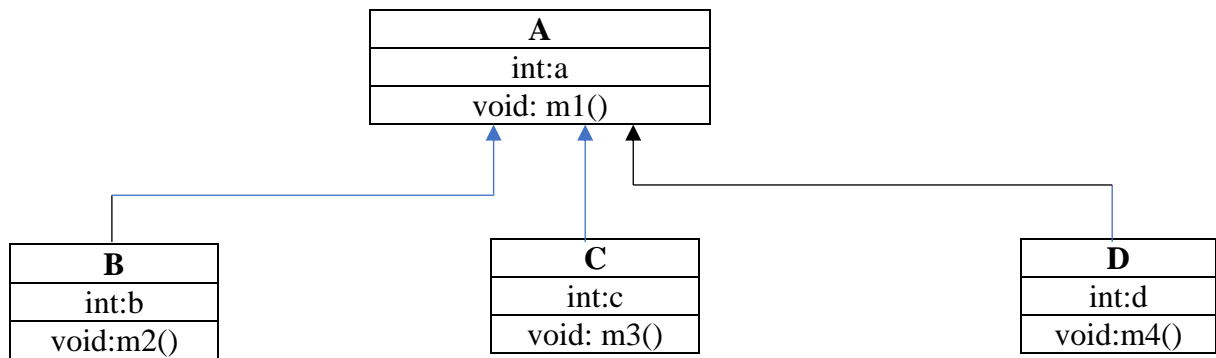 A
int:a
void: m1()
B
int:b
void:m2()
C
int:c
void: m3()
D
int:d
void:m4()